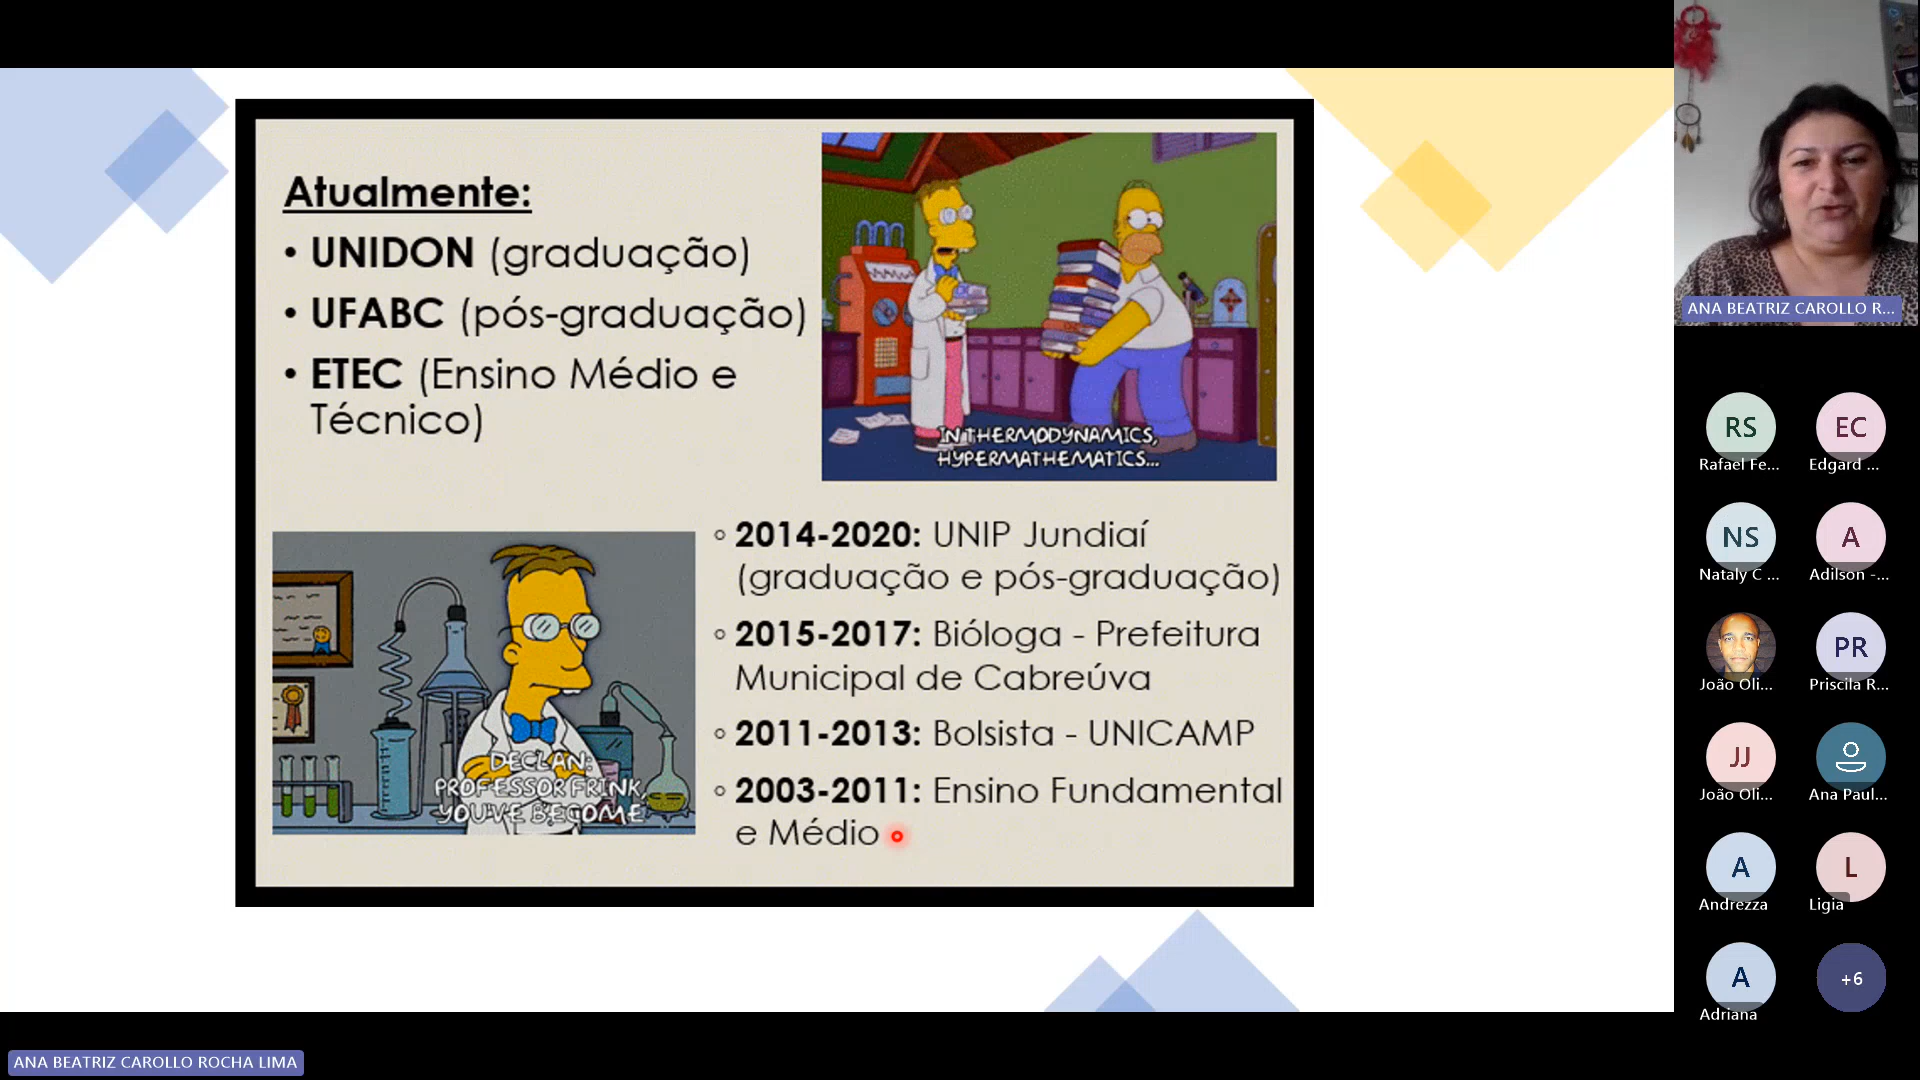 Atualmente:
• UNIDON (graduação)
• UFABC (pós-graduação)
• ETEC (Ensino Médio e
Técnico)
IN THERMODYNAMICS,
HYPERMATHEMATICS...
DECLAN:
PROFESSOR FRINK,
YOU'VE BECOME
○ 2014-2020: UNIP Jundiaí
(graduação e pós-graduação)
○ 2015-2017: Bióloga - Prefeitura
Municipal de Cabreúva
○ 2011-2013: Bolsista - UNICAMP
○ 2003-2011: Ensino Fundamental
e Médio
ANA BEATRIZ CAROLLO R...
RS
Rafael Fe...
EC
Edgard ...
NS
Nataly C ...
A
Adilson -...
João Oli...
PR
Priscila R...
JJ
João Oli...
Ana Paul...
A
Andrezza
L
Ligia
A
Adriana
+6
ANA BEATRIZ CAROLLO ROCHA LIMA